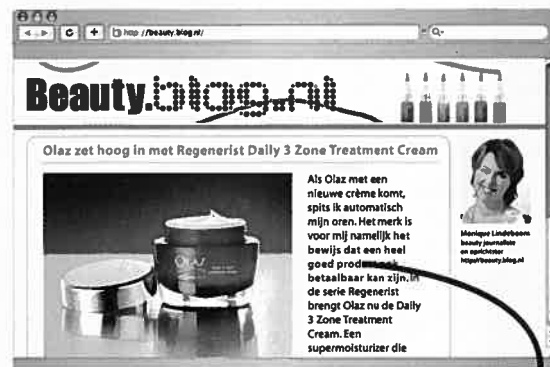 http://beauty.blog.nl/
Q-
Beauty.blog.nl
Olaz zet hoog in met Regenerist Daily 3 Zone Treatment Cream
Als Olaz met een
nieuwe crème komt,
spits ik automatisch
mijn oren. Het merk is
voor mij namelijk het
bewijs dat een heel
goed product ook
betaalbaar kan zijn. In
de serie Regenerist
brengt Olaz nu de Daily
3 Zone Treatment
Cream. Een
supermoisturizer die
Olaz
Monique Lindeboom
beauty journaliste
en oprichtster
http://beauty.blog.nl